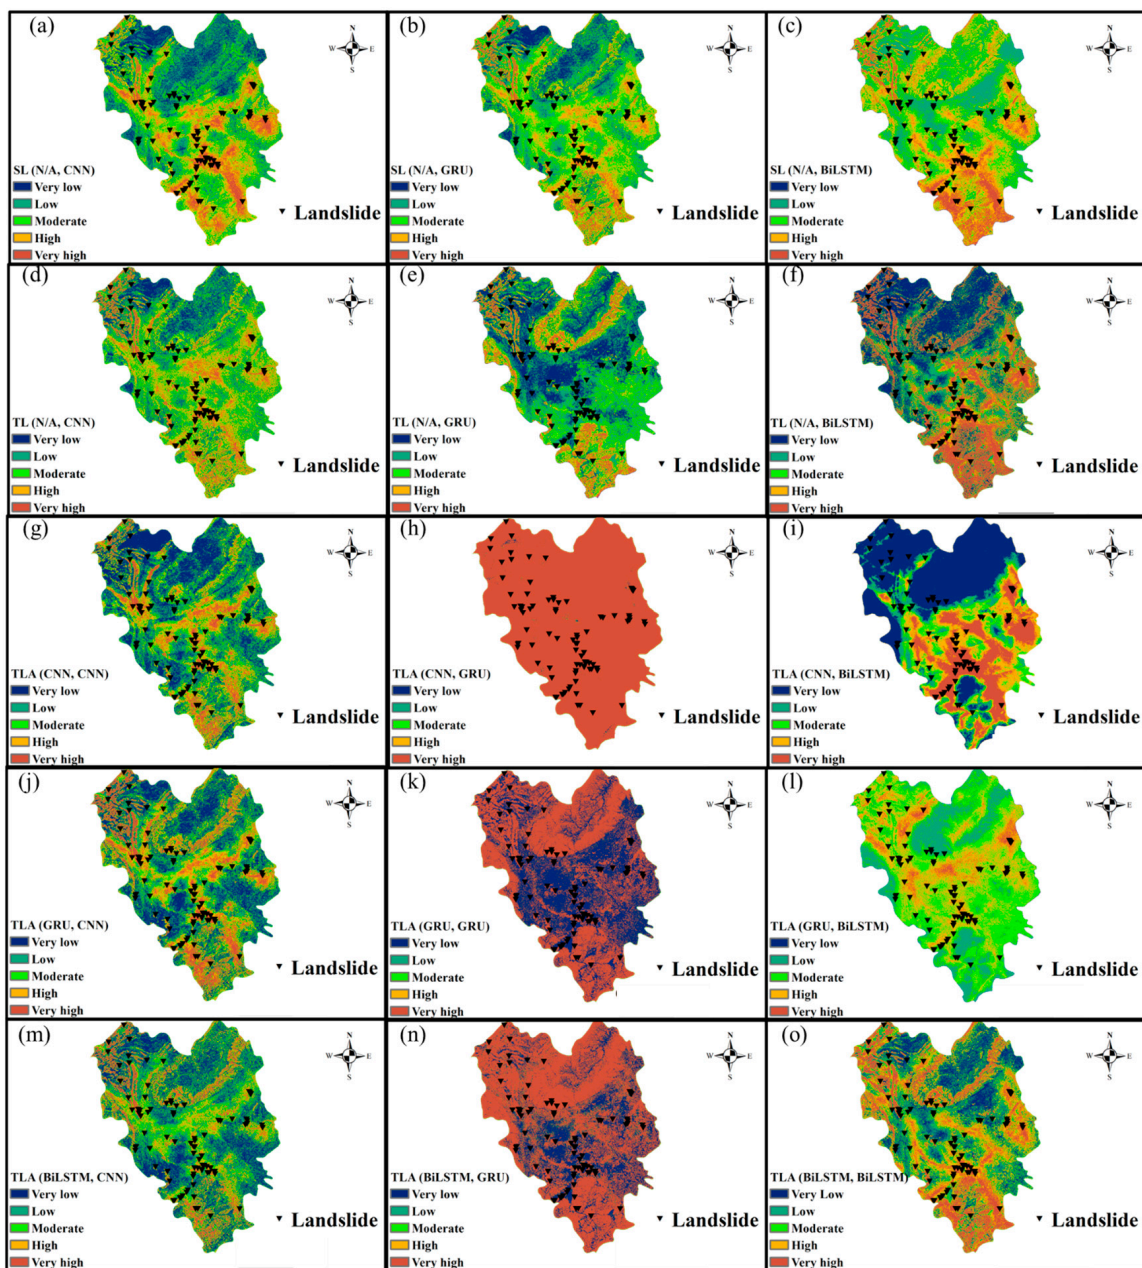 (a)
N
W E
S
SL (N/A, CNN)
Very low
Low
Moderate
High
Very high
Landslide
(b)
N
W E
S
SL (N/A, GRU)
Very low
Low
Moderate
High
Very high
Landslide
(c)
N
W E
S
SL (N/A, BiLSTM)
Very low
Low
Moderate
High
Very high
Landslide
(d)
N
W E
S
TL (N/A, CNN)
Very low
Low
Moderate
High
Very high
Landslide
(e)
N
W E
S
TL (N/A, GRU)
Very low
Low
Moderate
High
Very high
Landslide
(f)
N
W E
S
TL (N/A, BiLSTM)
Very low
Low
Moderate
High
Very high
Landslide
(g)
N
W E
S
TLA (CNN, CNN)
Very low
Low
Moderate
High
Very high
Landslide
(h)
N
W E
S
TLA (CNN, GRU)
Very low
Low
Moderate
High
Very high
Landslide
(i)
N
W E
S
TLA (CNN, BiLSTM)
Very low
Low
Moderate
High
Very high
Landslide
(j)
N
W E
S
TLA (GRU, CNN)
Very low
Low
Moderate
High
Very high
Landslide
(k)
N
W E
S
TLA (GRU, GRU)
Very low
Low
Moderate
High
Very high
Landslide
(l)
N
W E
S
TLA (GRU, BiLSTM)
Very low
Low
Moderate
High
Very high
Landslide
(m)
N
W E
S
TLA (BiLSTM, CNN)
Very low
Low
Moderate
High
Very high
Landslide
(n)
N
W E
S
TLA (BiLSTM, GRU)
Very low
Low
Moderate
High
Very high
Landslide
(o)
N
W E
S
TLA (BiLSTM, BiLSTM)
Very Low
Low
Moderate
High
Very high
Landslide